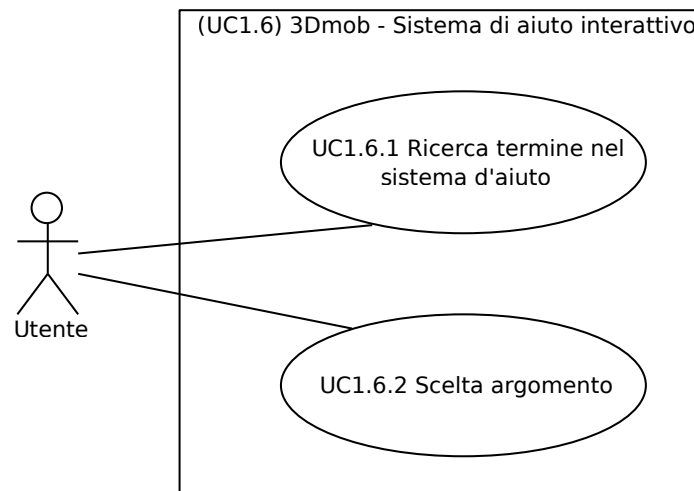 (UC1.6) 3Dmob - Sistema di aiuto interattivo
UC1.6.1 Ricerca termine nel
sistema d'aiuto
Utente
UC1.6.2 Scelta argomento